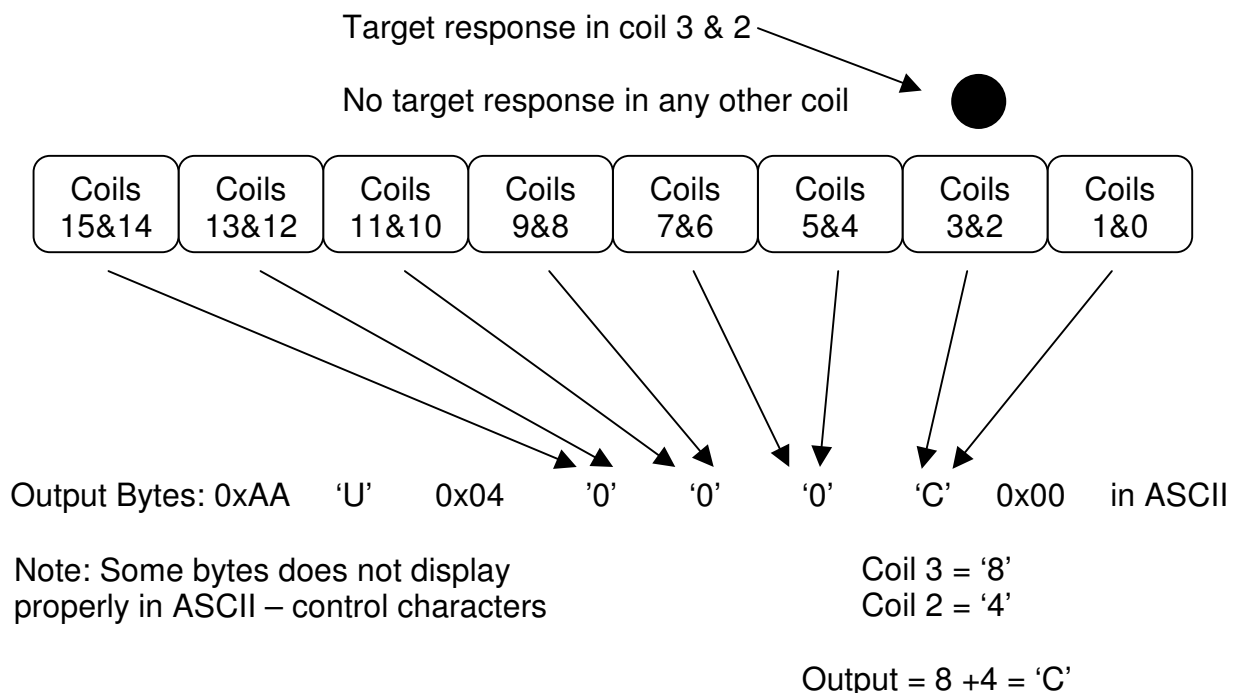 Target response in coil 3 & 2
No target response in any other coil
Coils
15&14
Coils
13&12
Coils
11&10
Coils
9&8
Coils
7&6
Coils
5&4
Coils
3&2
Coils
1&0
Output Bytes: 0xAA ‘U’ 0x04 ’0’ ‘0’ ‘0’ ‘C’ 0x00 in ASCII
Note: Some bytes does not display
properly in ASCII – control characters
Coil 3 = ‘8’
Coil 2 = ‘4’
Output = 8 +4 = ‘C’